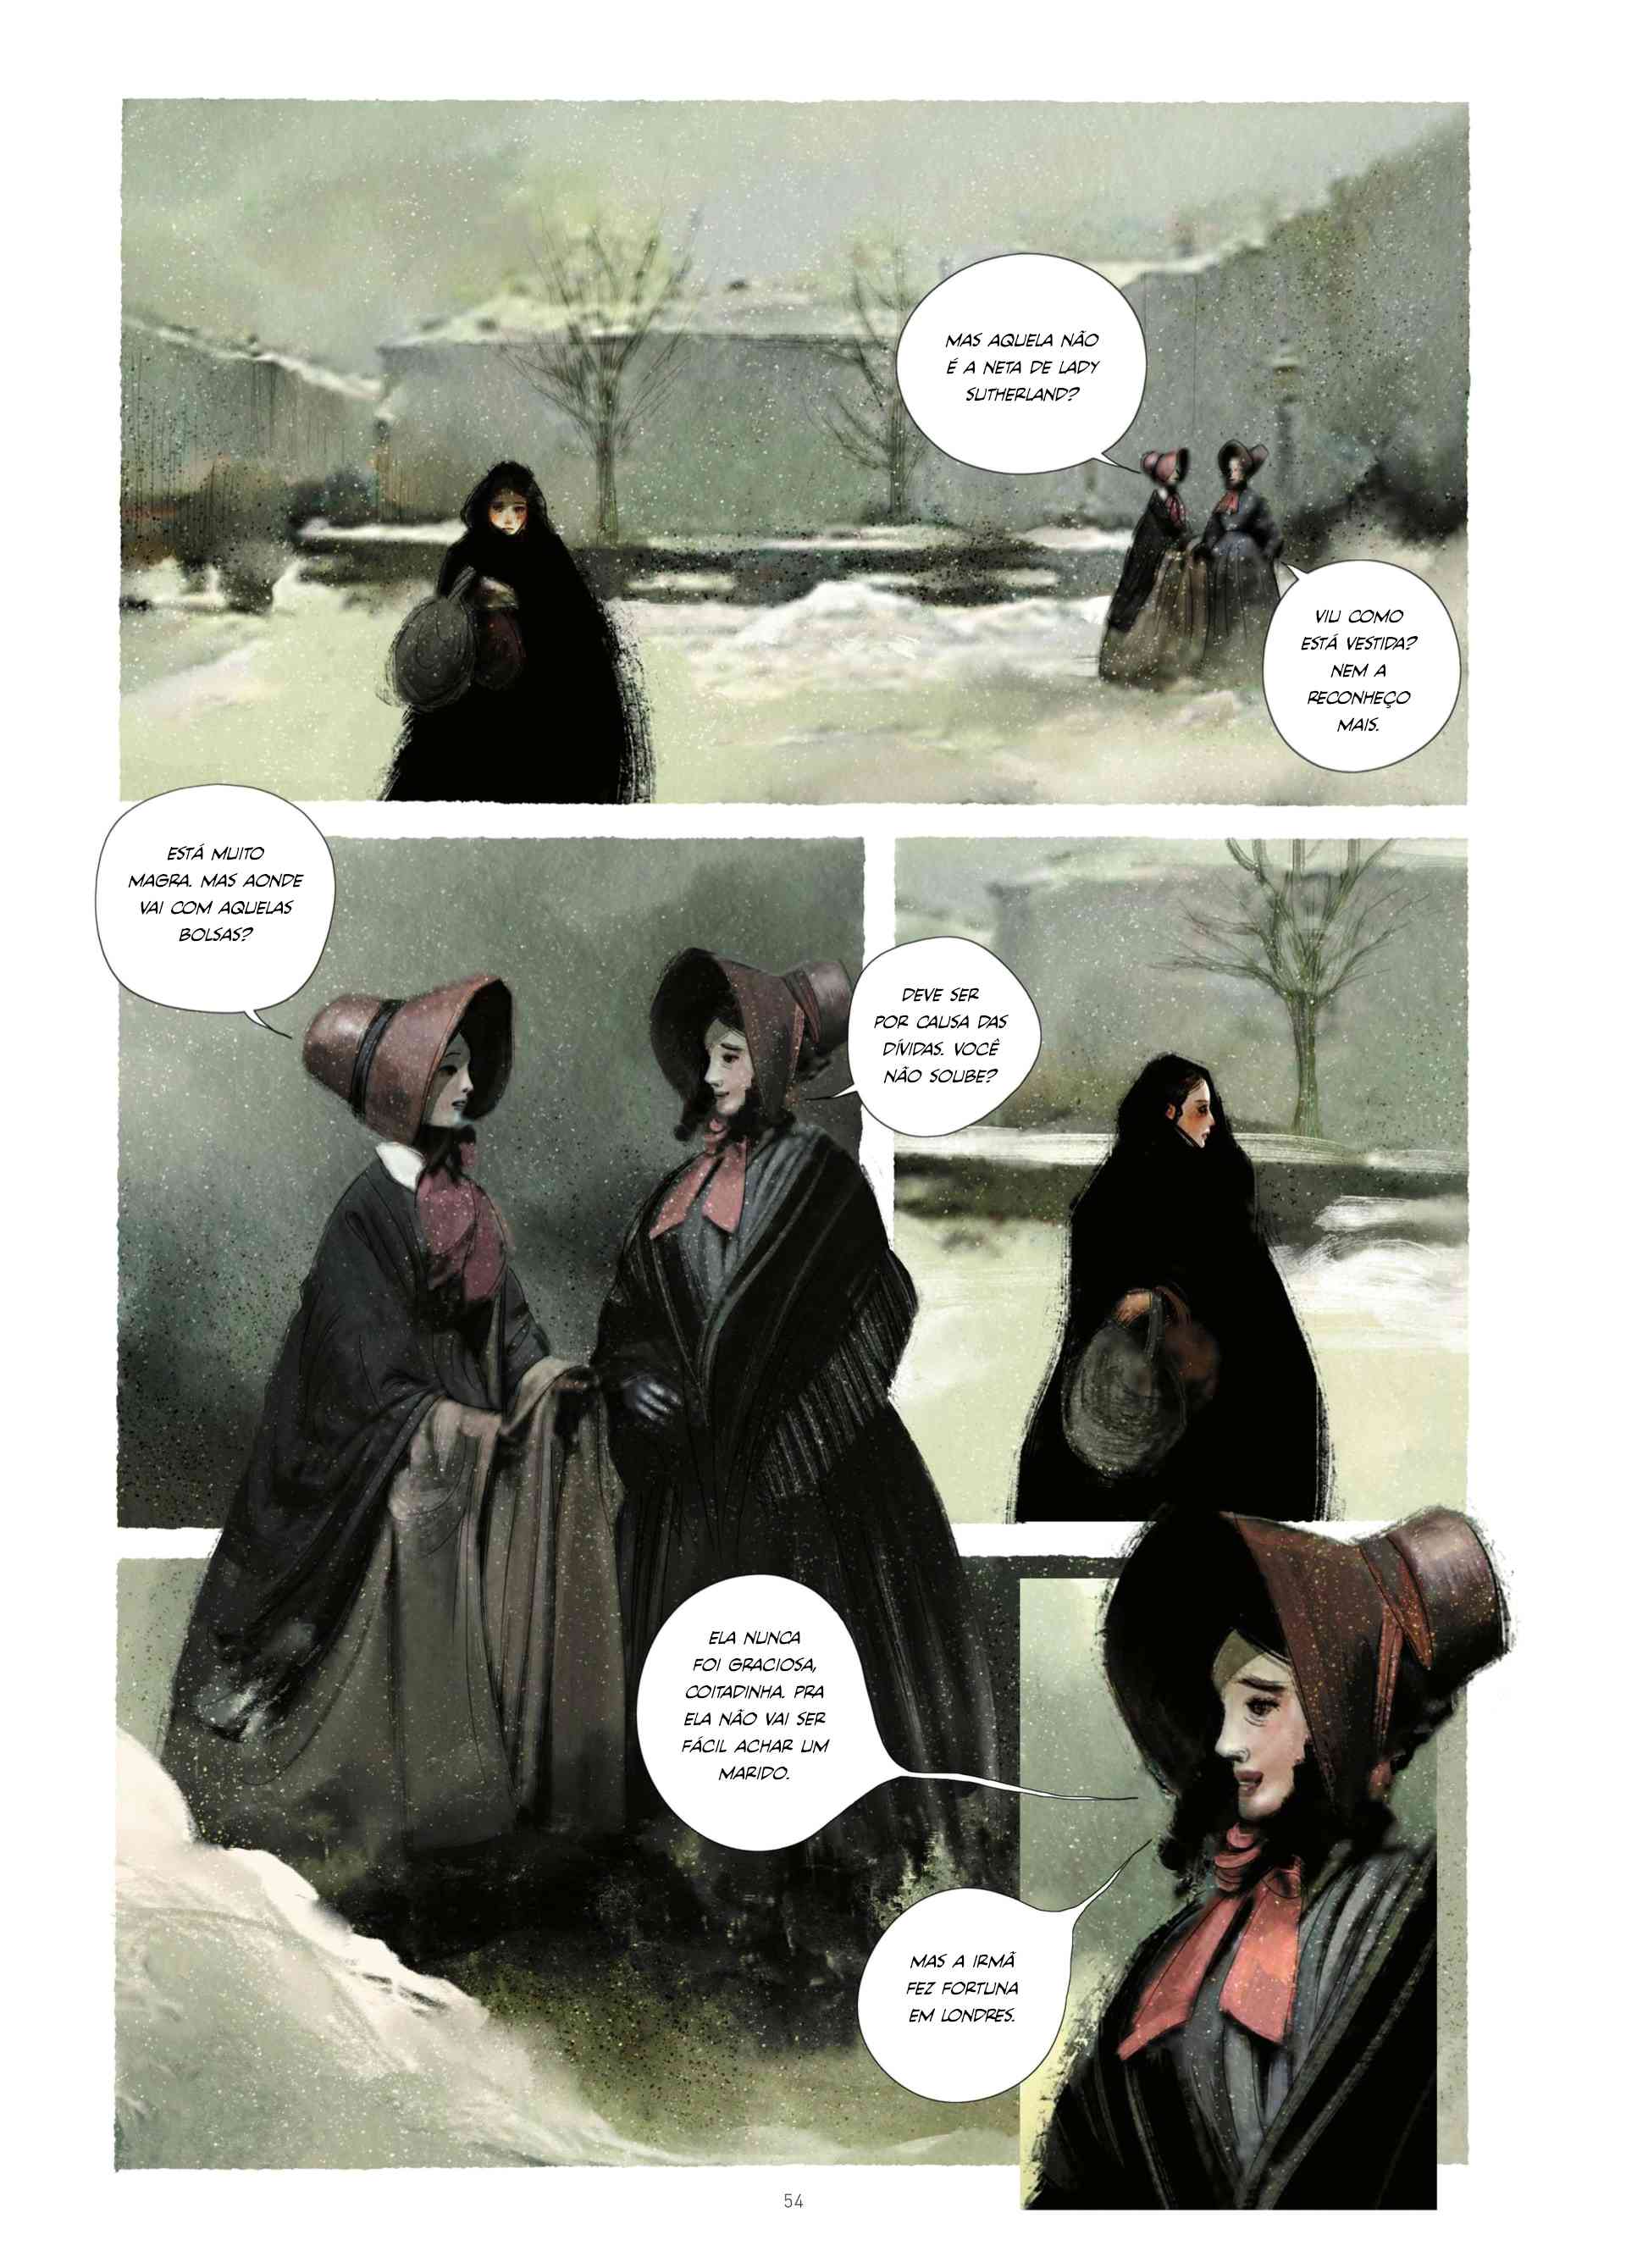 MAS AQUELA NÃO
É A NETA DE LADY
SUTHERLAND?
VIU COMO
ESTÁ VESTIDA?
NEM A
RECONHEÇO
MAIS.
ESTÁ MUITO
MAGRA. MAS AONDE
VAI COM AQUELAS
BOLSAS?
DEVE SER
POR CAUSA DAS
DÍVIDAS. VOCÊ
NÃO SOUBE?
ELA NUNCA
FOI GRACIOSA,
COITADINHA. PRA
ELA NÃO VAI SER
FÁCIL ACHAR UM
MARIDO.
MAS A IRMÃ
FEZ FORTUNA
EM LONDRES.
54